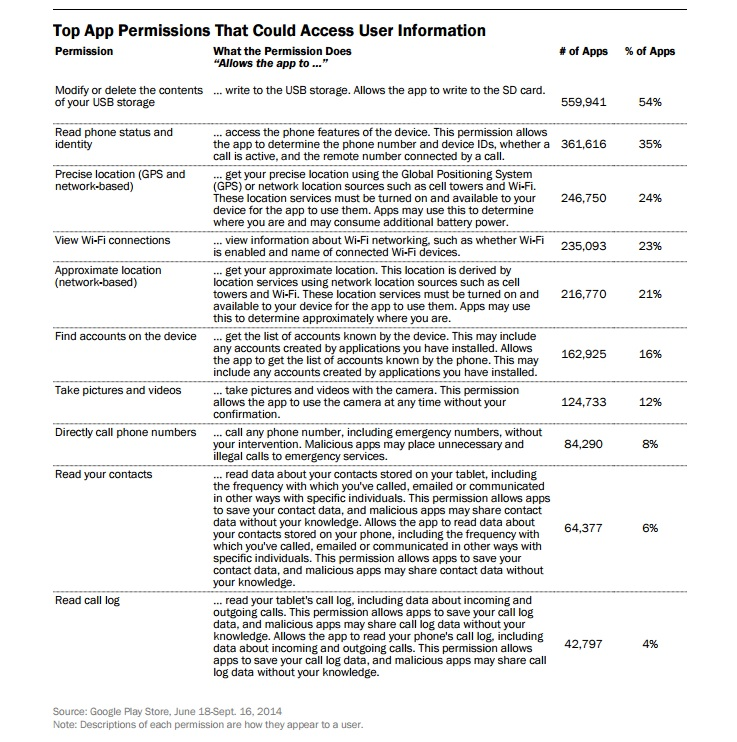 Top App Permissions That Could Access User Information
Permission What the Permission Does # of Apps % of Apps
“Allows the app to ...”
Modify or delete the contents ... write to the USB storage. Allows the app to write to the SD card.
of your USB storage 559,941 54%
Read phone status and ... access the phone features of the device. This permission allows
identity the app to determine the phone number and device IDs, whether a 361,616 35%
call is active, and the remote number connected by a call.
Precise location (GPS and ... get your precise location using the Global Positioning System
network-based) (GPS) or network location sources such as cell towers and Wi-Fi.
These location services must be turned on and available to your 246,750 24%
device for the app to use them. Apps may use this to determine
where you are and may consume additional battery power.
View Wi-Fi connections ... view information about Wi-Fi networking, such as whether Wi-Fi 235,093 23%
is enabled and name of connected Wi-Fi devices.
Approximate location ... get your approximate location. This location is derived by
(network-based) location services using network location sources such as cell
towers and Wi-Fi. These location services must be turned on and 216,770 21%
available to your device for the app to use them. Apps may use
this to determine approximately where you are.
Find accounts on the device ... get the list of accounts known by the device. This may include
any accounts created by applications you have installed. Allows 162,925 16%
the app to get the list of accounts known by the phone. This may
include any accounts created by applications you have installed.
Take pictures and videos ... take pictures and videos with the camera. This permission
allows the app to use the camera at any time without your 124,733 12%
confirmation.
Directly call phone numbers ... call any phone number, including emergency numbers, without
your intervention. Malicious apps may place unnecessary and 84,290 8%
illegal calls to emergency services.
Read your contacts ... read data about your contacts stored on your tablet, including
the frequency with which you've called, emailed or communicated
in other ways with specific individuals. This permission allows apps
to save your contact data, and malicious apps may share contact
data without your knowledge. Allows the app to read data about 64,377 6%
your contacts stored on your phone, including the frequency with
which you've called, emailed or communicated in other ways with
specific individuals. This permission allows apps to save your
contact data, and malicious apps may share contact data without
your knowledge.
Read call log ... read your tablet's call log, including data about incoming and
outgoing calls. This permission allows apps to save your call log
data, and malicious apps may share call log data without your
knowledge. Allows the app to read your phone's call log, including 42,797 4%
data about incoming and outgoing calls. This permission allows
apps to save your call log data, and malicious apps may share call
log data without your knowledge.
Source: Google Play Store, June 18-Sept. 16, 2014
Note: Descriptions of each permission are how they appear to a user.